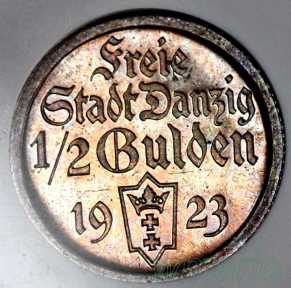 Freie
Stadt Danzig
1/2 Gulden
19 23